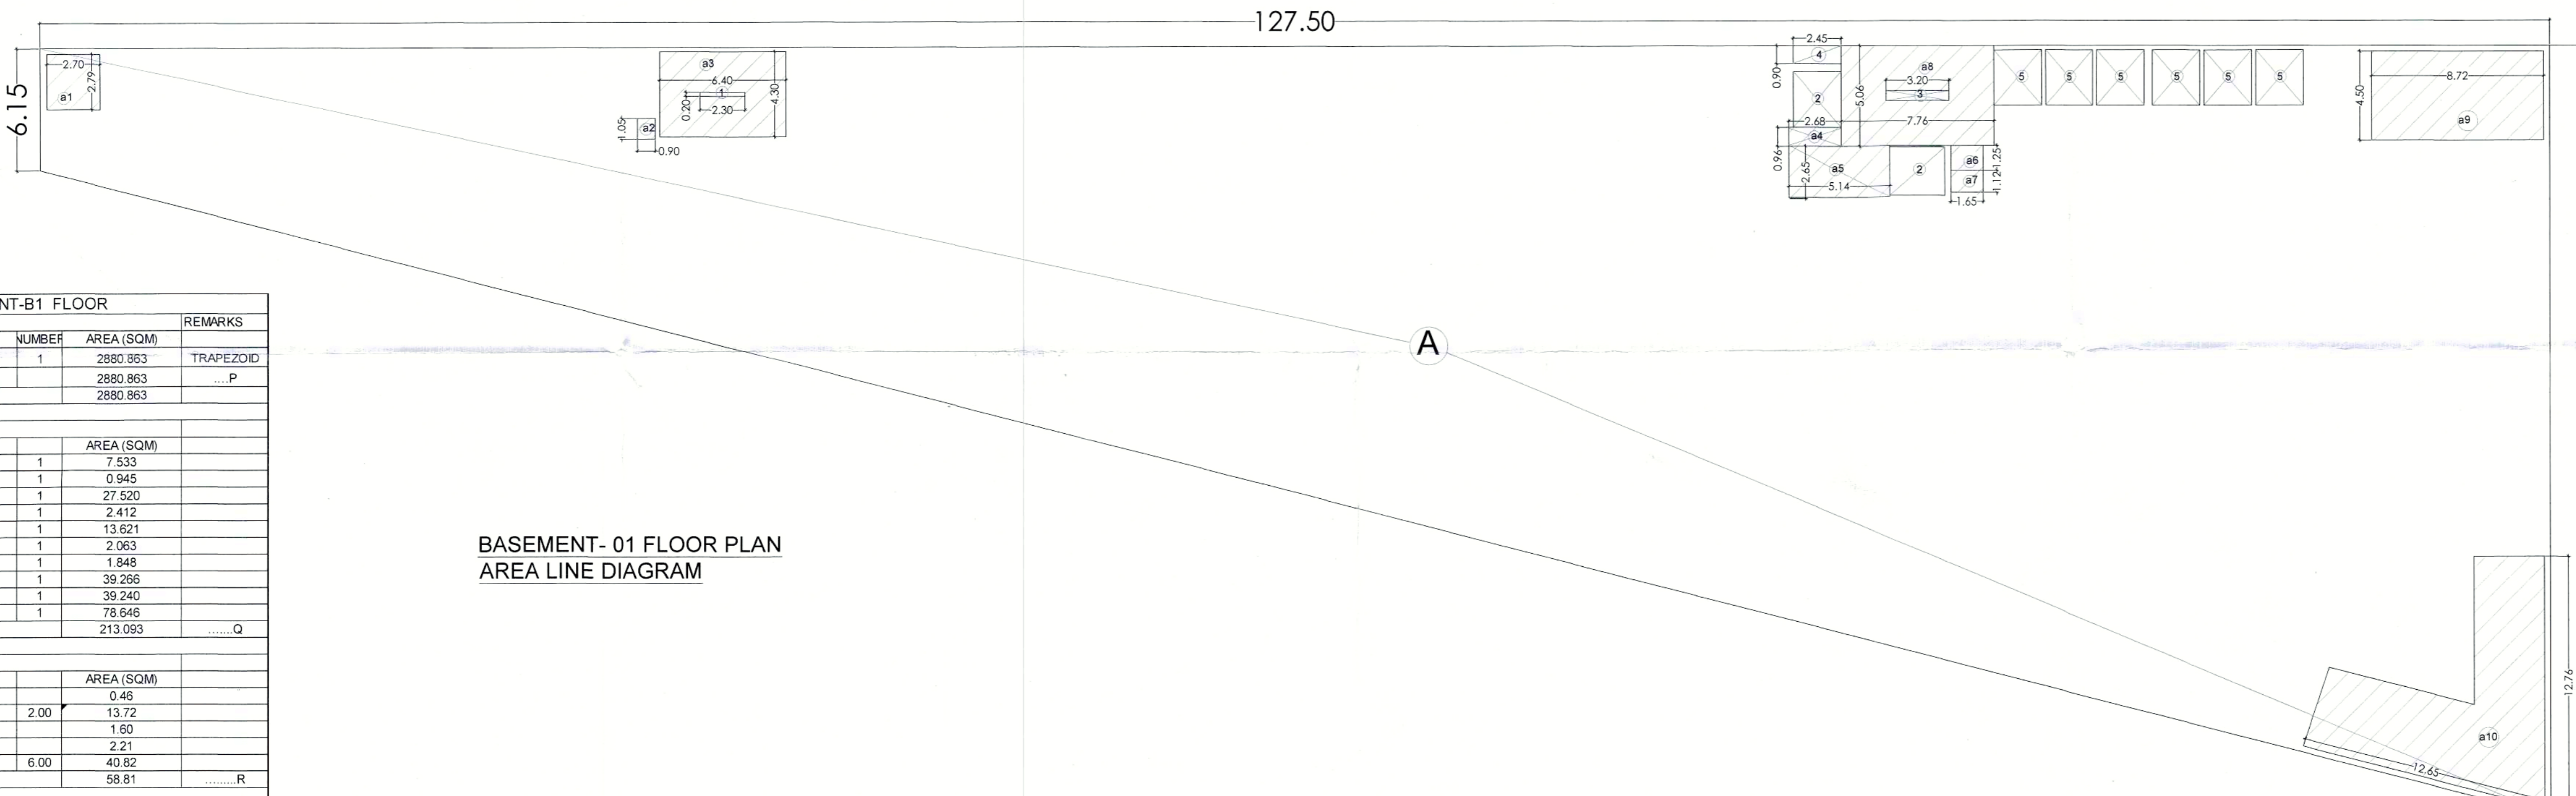 127.50
6.15
2.70
2.79
a1
a3
6.40
1
0.20
2.30
4.30
1.05
a2
0.90
2.45
4
0.90
2
5.06
a8
3.20
3
2.68
7.76
a4
0.96
2.65
a5
5.14
2
a6
1.25
a7
1.12
1.65
5
5
5
5
5
5
4.50
8.72
a9
A
NT-B1 FLOOR
REMARKS
NUMBER AREA (SQM)
1 2880.863 TRAPEZOID
2880.863 ....P
2880.863
AREA (SQM)
1 7.533
1 0.945
1 27.520
1 2.412
1 13.621
1 2.063
1 1.848
1 39.266
1 39.240
1 78.646
213.093 .......Q
AREA (SQM)
0.46
2.00 13.72
1.60
2.21
6.00 40.82
58.81 .........R
BASEMENT- 01 FLOOR PLAN
AREA LINE DIAGRAM
12.76
a10
12.65